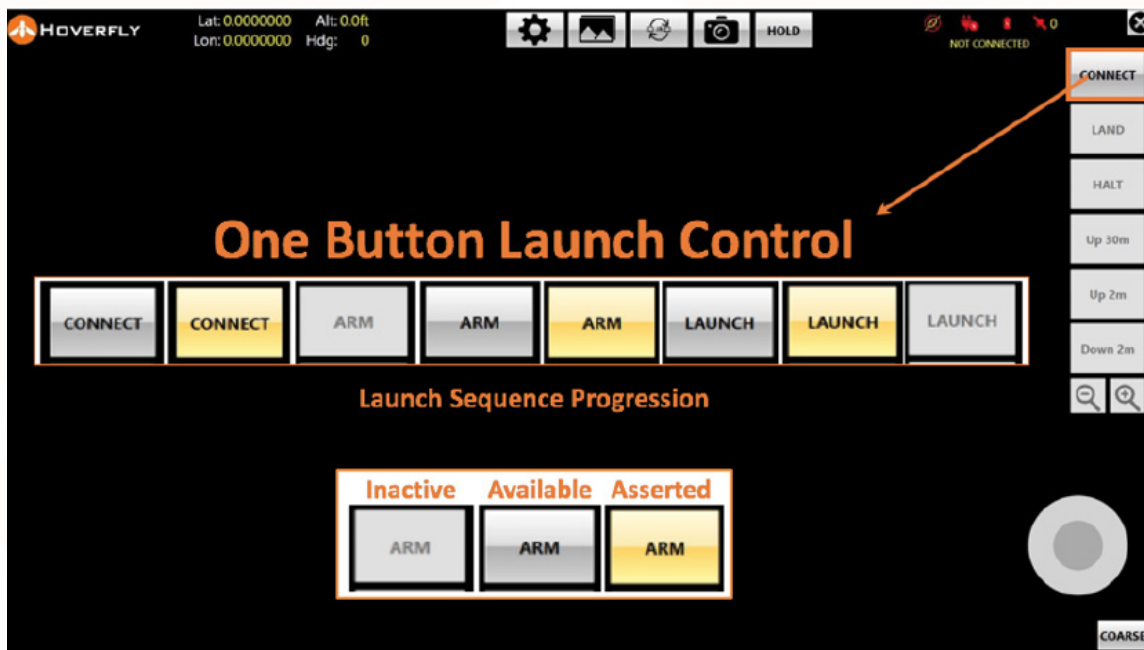 HOVERFLY
Lat: 0.0000000 Alt: 0.0ft
Lon: 0.0000000 Hdg: 0
HOLD
0
NOT CONNECTED
CONNECT
LAND
HALT
Up 30m
Up 2m
Down 2m
One Button Launch Control
CONNECT CONNECT ARM ARM ARM LAUNCH LAUNCH LAUNCH
Launch Sequence Progression
Inactive Available Asserted
ARM ARM ARM
COARSE